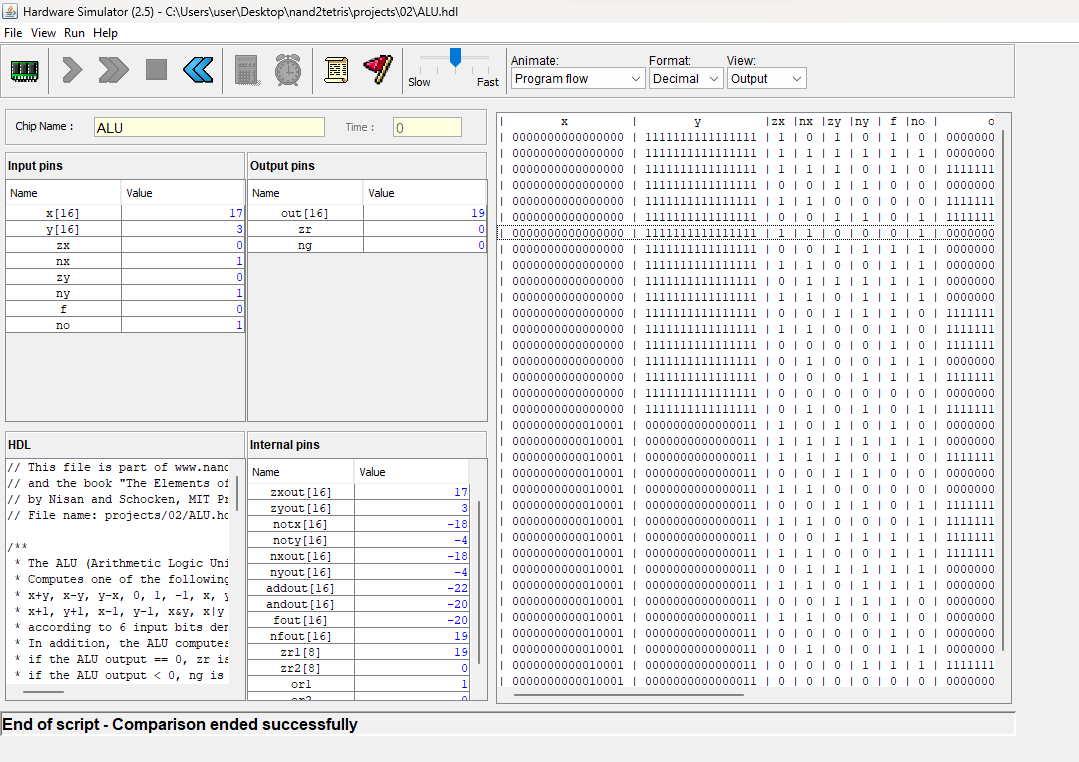 Hardware Simulator (2.5) - C:\Users\user\Desktop\nand2tetris\projects\02\ALU.hdl
File View Run Help
Animate: Format: View:
Slow Fast Program flow Decimal Output
Chip Name : ALU Time : 0
Input pins
Name Value
x[16] 17
y[16] 3
zx 0
nx 1
zy 0
ny 1
f 0
no 1
Output pins
Name Value
out[16] 19
zr 0
ng 0
HDL
// This file is part of www.nand
// and the book "The Elements of
// by Nisan and Schocken, MIT Pr
// File name: projects/02/ALU.hd
/**
* The ALU (Arithmetic Logic Uni
* Computes one of the following
* x+y, x-y, y-x, 0, 1, -1, x, y
* x+1, y+1, x-1, y-1, x&y, x|y
* according to 6 input bits den
* In addition, the ALU computes
* if the ALU output == 0, zr is
* if the ALU output < 0, ng is
Internal pins
Name Value
zxout[16] 17
zyout[16] 3
notx[16] -18
noty[16] -4
nxout[16] -18
nyout[16] -4
addout[16] -22
andout[16] -20
fout[16] -20
nfout[16] 19
zr1[8] 19
zr2[8] 0
or1 1
or2 0
| x | y |zx |nx |zy |ny | f |no | o
| 0000000000000000 | 1111111111111111 | 1 | 0 | 1 | 0 | 1 | 0 | 0000000
| 0000000000000000 | 1111111111111111 | 1 | 1 | 1 | 1 | 1 | 1 | 0000000
| 0000000000000000 | 1111111111111111 | 1 | 1 | 1 | 0 | 1 | 0 | 1111111
| 0000000000000000 | 1111111111111111 | 0 | 0 | 1 | 1 | 0 | 0 | 0000000
| 0000000000000000 | 1111111111111111 | 1 | 1 | 0 | 0 | 0 | 0 | 1111111
| 0000000000000000 | 1111111111111111 | 0 | 0 | 1 | 1 | 0 | 1 | 1111111
| 0000000000000000 | 1111111111111111 | 1 | 1 | 0 | 0 | 0 | 1 | 0000000
| 0000000000000000 | 1111111111111111 | 0 | 0 | 1 | 1 | 1 | 1 | 0000000
| 0000000000000000 | 1111111111111111 | 1 | 1 | 0 | 0 | 1 | 1 | 0000000
| 0000000000000000 | 1111111111111111 | 0 | 1 | 1 | 1 | 1 | 1 | 0000000
| 0000000000000000 | 1111111111111111 | 1 | 1 | 0 | 1 | 1 | 1 | 0000000
| 0000000000000000 | 1111111111111111 | 0 | 0 | 1 | 1 | 1 | 0 | 1111111
| 0000000000000000 | 1111111111111111 | 1 | 1 | 0 | 0 | 1 | 0 | 1111111
| 0000000000000000 | 1111111111111111 | 0 | 0 | 0 | 0 | 1 | 0 | 1111111
| 0000000000000000 | 1111111111111111 | 0 | 1 | 0 | 0 | 1 | 1 | 0000000
| 0000000000000000 | 1111111111111111 | 0 | 0 | 0 | 1 | 1 | 1 | 1111111
| 0000000000000000 | 1111111111111111 | 0 | 0 | 0 | 0 | 0 | 0 | 0000000
| 0000000000000000 | 1111111111111111 | 0 | 1 | 0 | 1 | 0 | 1 | 1111111
| 0000000000010001 | 0000000000000011 | 1 | 0 | 1 | 0 | 1 | 0 | 0000000
| 0000000000010001 | 0000000000000011 | 1 | 1 | 1 | 1 | 1 | 1 | 0000000
| 0000000000010001 | 0000000000000011 | 1 | 1 | 1 | 0 | 1 | 0 | 1111111
| 0000000000010001 | 0000000000000011 | 0 | 0 | 1 | 1 | 0 | 0 | 0000000
| 0000000000010001 | 0000000000000011 | 1 | 1 | 0 | 0 | 0 | 0 | 0000000
| 0000000000010001 | 0000000000000011 | 0 | 0 | 1 | 1 | 0 | 1 | 1111111
| 0000000000010001 | 0000000000000011 | 1 | 1 | 0 | 0 | 0 | 1 | 1111111
| 0000000000010001 | 0000000000000011 | 0 | 0 | 1 | 1 | 1 | 1 | 1111111
| 0000000000010001 | 0000000000000011 | 1 | 1 | 0 | 0 | 1 | 1 | 1111111
| 0000000000010001 | 0000000000000011 | 0 | 1 | 1 | 1 | 1 | 1 | 0000000
| 0000000000010001 | 0000000000000011 | 1 | 1 | 0 | 1 | 1 | 1 | 0000000
| 0000000000010001 | 0000000000000011 | 0 | 0 | 1 | 1 | 1 | 0 | 0000000
| 0000000000010001 | 0000000000000011 | 1 | 1 | 0 | 0 | 1 | 0 | 0000000
| 0000000000010001 | 0000000000000011 | 0 | 0 | 0 | 0 | 1 | 0 | 0000000
| 0000000000010001 | 0000000000000011 | 0 | 1 | 0 | 0 | 1 | 1 | 0000000
| 0000000000010001 | 0000000000000011 | 0 | 0 | 0 | 1 | 1 | 1 | 1111111
| 0000000000010001 | 0000000000000011 | 0 | 0 | 0 | 0 | 0 | 0 | 0000000
End of script - Comparison ended successfully